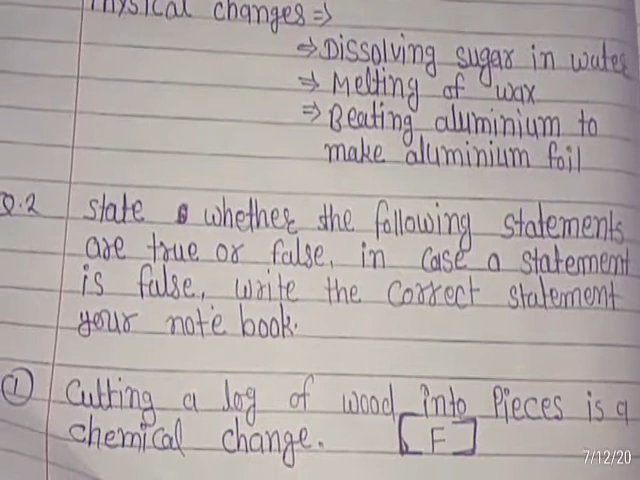 Physical changes ⇒
⇒ Dissolving sugar in water
⇒ Melting of wax
⇒ Beating aluminium to
make aluminium foil
Q.2 state whether the following statements
are true or false. in case a statement
is false, write the correct statement
your note book.
① Cutting a log of wood into Pieces is a
chemical change. [F]
7/12/20